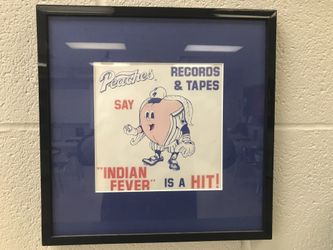 Peaches
RECORDS
& TAPES
SAY
"INDIAN
FEVER" IS A HIT!